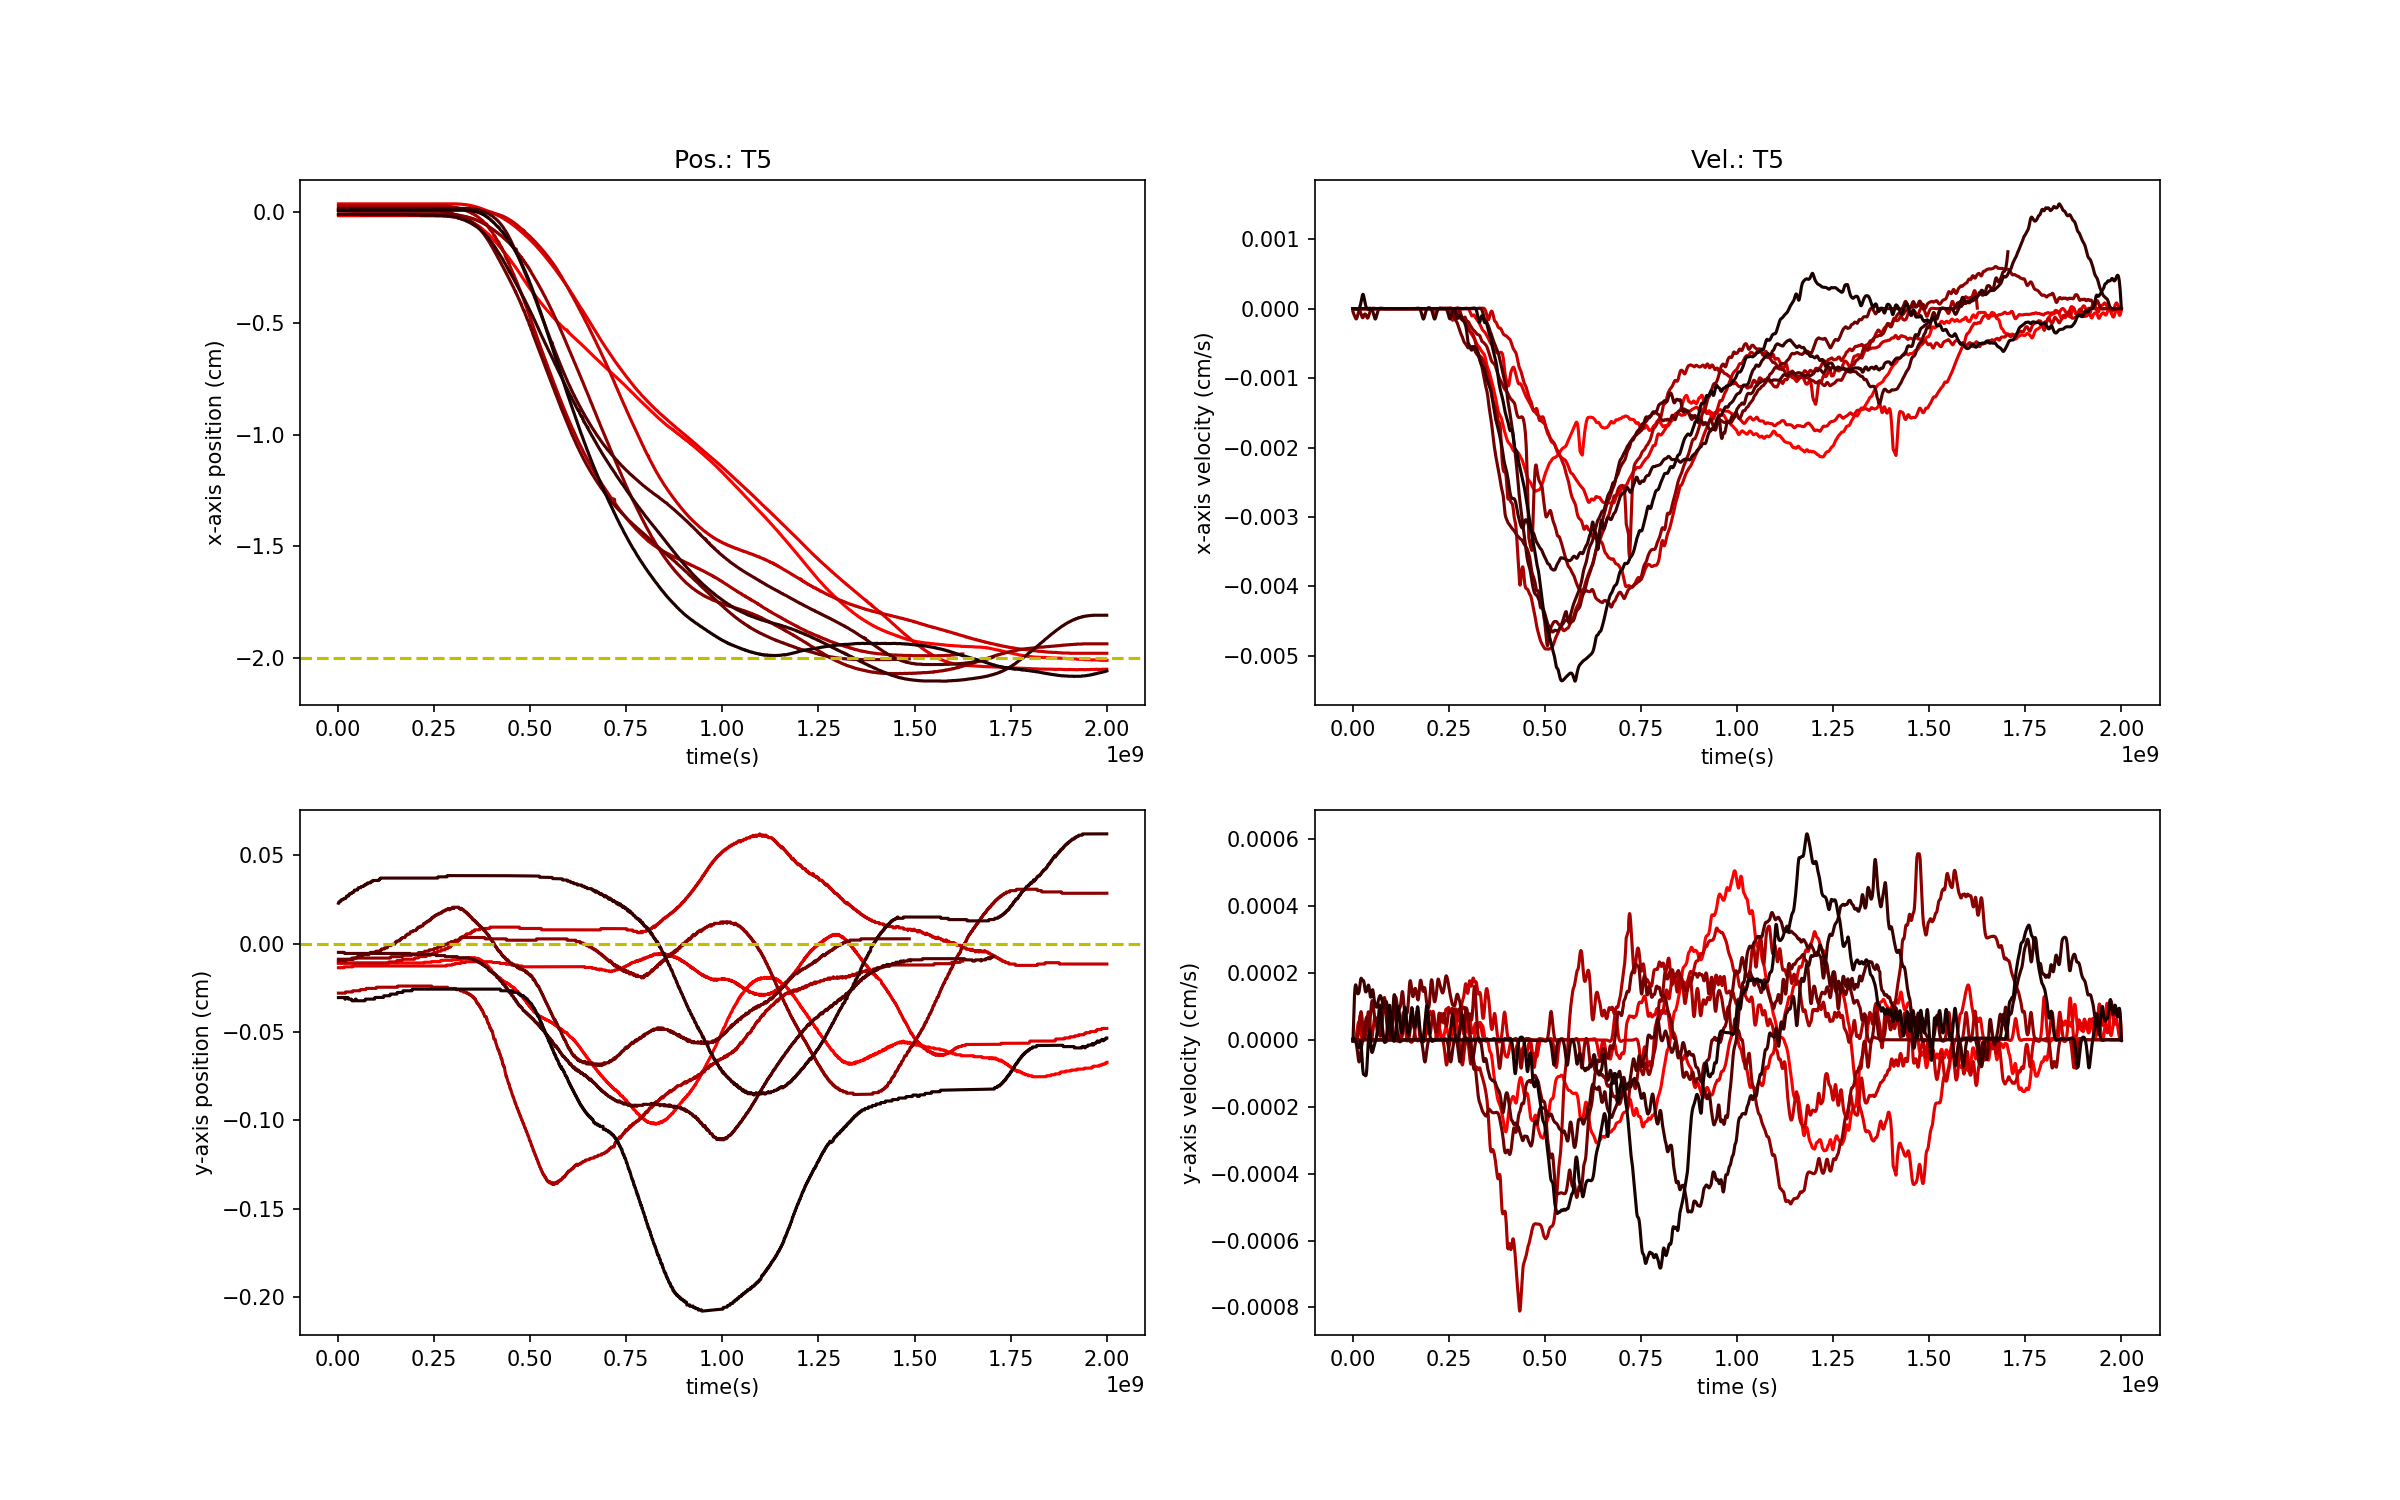 Pos.: T5
x-axis position (cm)
0.0
−0.5
−1.0
−1.5
−2.0
0.00 0.25 0.50 0.75 1.00 1.25 1.50 1.75 2.00
time(s)
1e9
Vel.: T5
x-axis velocity (cm/s)
0.001
0.000
−0.001
−0.002
−0.003
−0.004
−0.005
0.00 0.25 0.50 0.75 1.00 1.25 1.50 1.75 2.00
time(s)
1e9
y-axis position (cm)
0.05
0.00
−0.05
−0.10
−0.15
−0.20
0.00 0.25 0.50 0.75 1.00 1.25 1.50 1.75 2.00
time(s)
1e9
y-axis velocity (cm/s)
0.0006
0.0004
0.0002
0.0000
−0.0002
−0.0004
−0.0006
−0.0008
0.00 0.25 0.50 0.75 1.00 1.25 1.50 1.75 2.00
time (s)
1e9